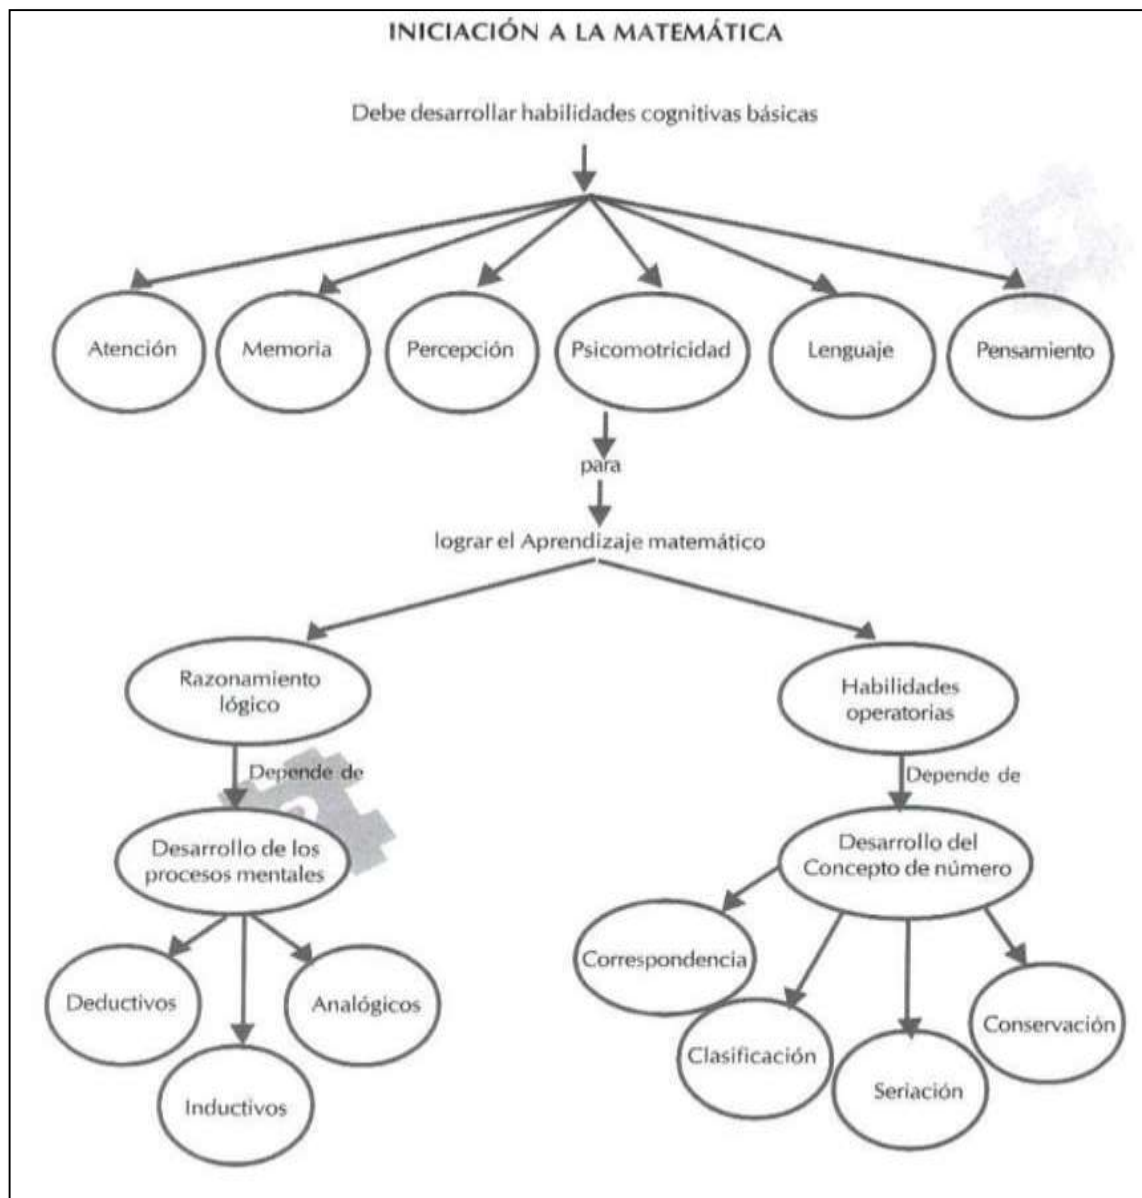 INICIACIÓN A LA MATEMÁTICA
Debe desarrollar habilidades cognitivas básicas
Atención
Memoria
Percepción
Psicomotricidad
Lenguaje
Pensamiento
para
lograr el Aprendizaje matemático
Razonamiento
lógico
Habilidades
operatorias
Depende de
Depende de
Desarrollo de los
procesos mentales
Desarrollo del
Concepto de número
Deductivos
Inductivos
Analógicos
Correspondencia
Clasificación
Seriación
Conservación